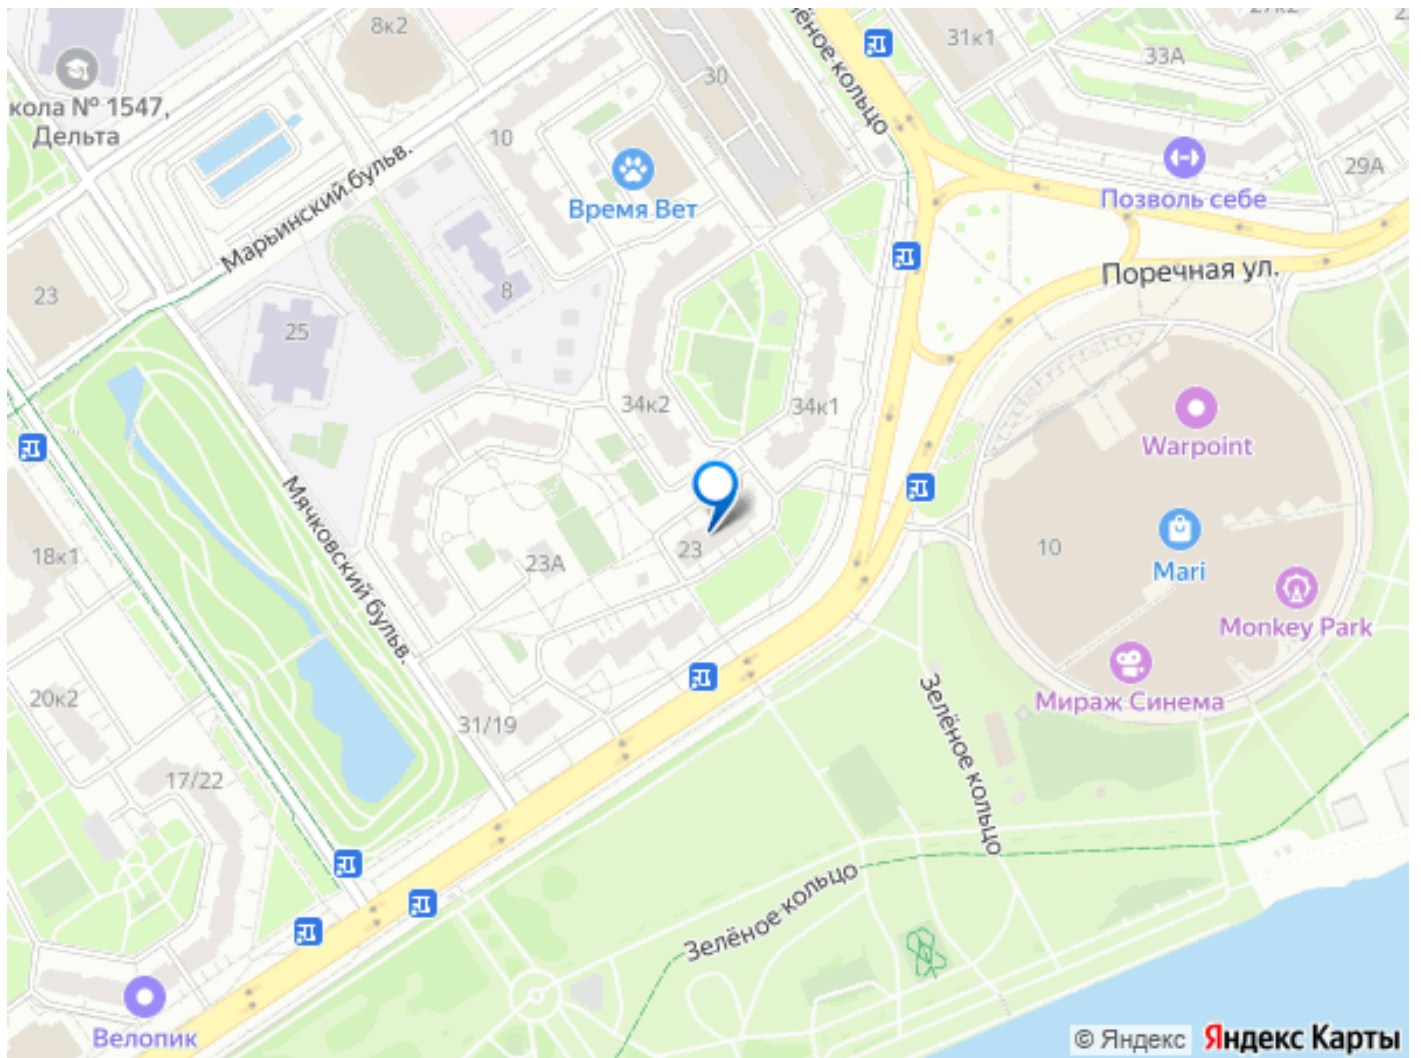 8к2
31к1
33А
30
кола № 1547,
Дельта
Зелёное кольцо
10
29А
Время Вет
Позволь себе
Марьинский бульв.
Поречная ул.
23
25
8
34к2
34к1
Warpoint
Мячковский бульв.
18к1
23
23А
10
Mari
Monkey Park
20к2
31/19
Зелёное кольцо
Мираж Синема
17/22
Зелёное кольцо
Велопик
© Яндекс Яндекс Карты